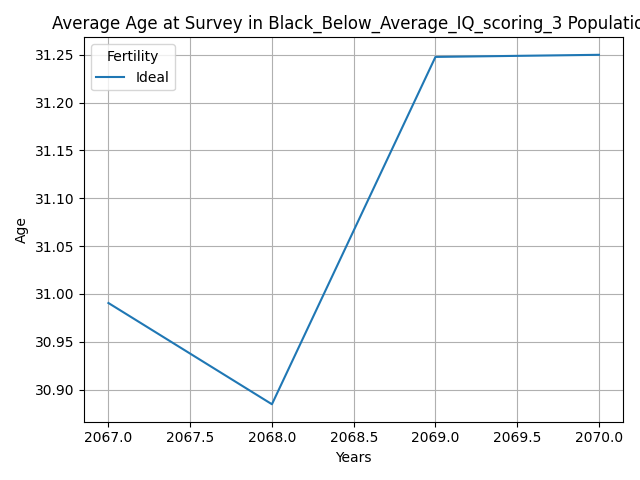 Average Age at Survey in Black_Below_Average_IQ_scoring_3 Populatio
Fertility
Ideal
31.25
31.20
31.15
31.10
31.05
31.00
30.95
30.90
Age
2067.0 2067.5 2068.0 2068.5 2069.0 2069.5 2070.0
Years